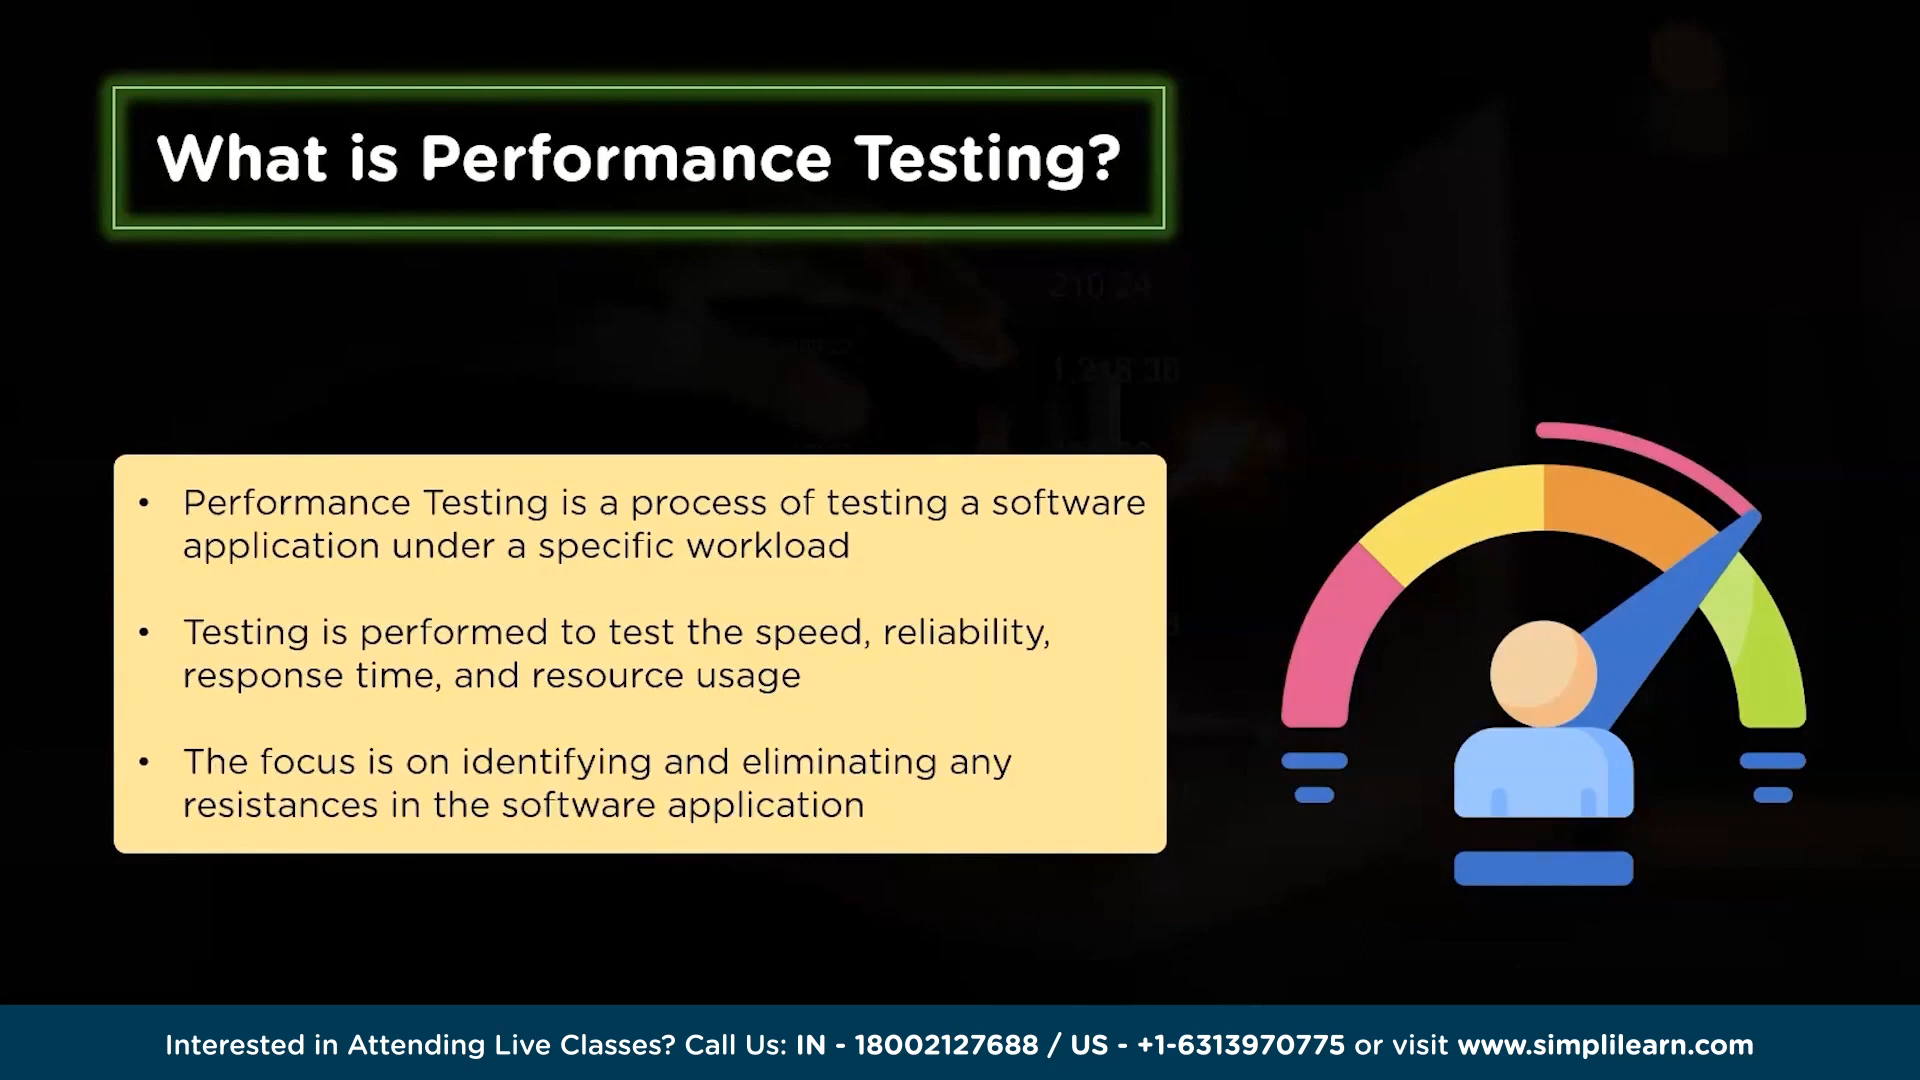 What is Performance Testing?
210.24
• Performance Testing is a process of testing a software
application under a specific workload
• Testing is performed to test the speed, reliability,
response time, and resource usage
• The focus is on identifying and eliminating any
resistances in the software application
Interested in Attending Live Classes? Call Us: IN - 18002127688 / US - +1-6313970775 or visit www.simplilearn.com